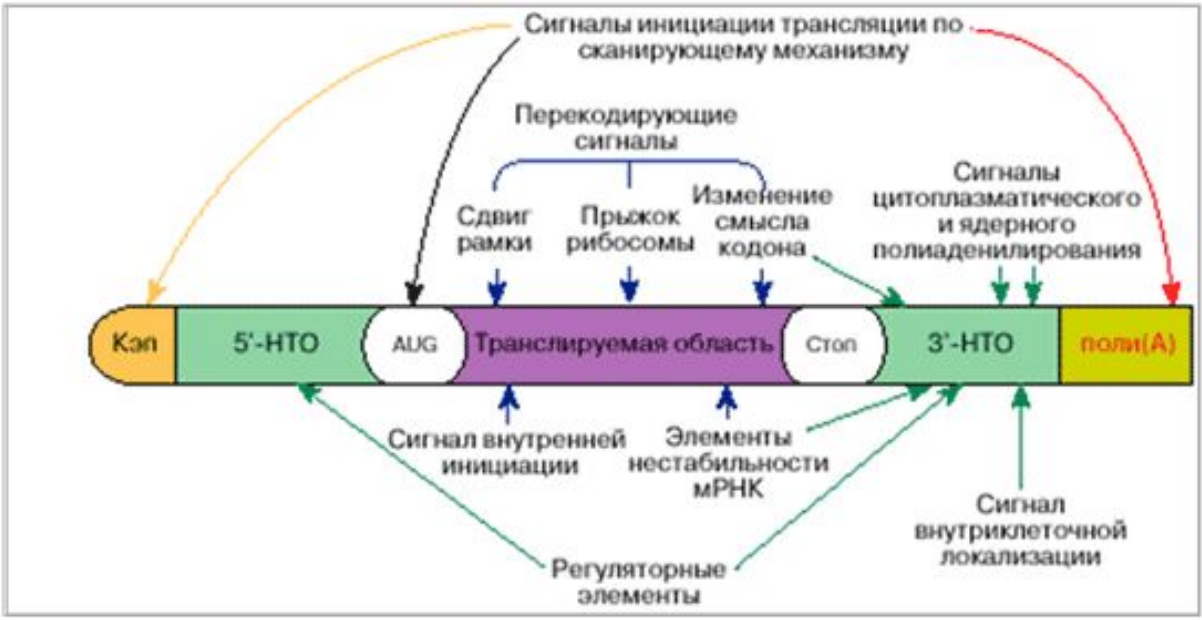 Сигналы инициации трансляции по
сканирующему механизму
Перекодирующие
сигналы
Сдвиг
рамки
Прыжок
рибосомы
Изменение
смысла
кодона
Сигналы
цитоплазматического
и ядерного
полиаденилирования
Кэп
5'-НТО
AUG
Транслируемая область
Стоп
3'-НТО
поли(А)
Сигнал внутренней
инициации
Элементы
нестабильности
мРНК
Сигнал
внутриклеточной
локализации
Регуляторные
элементы